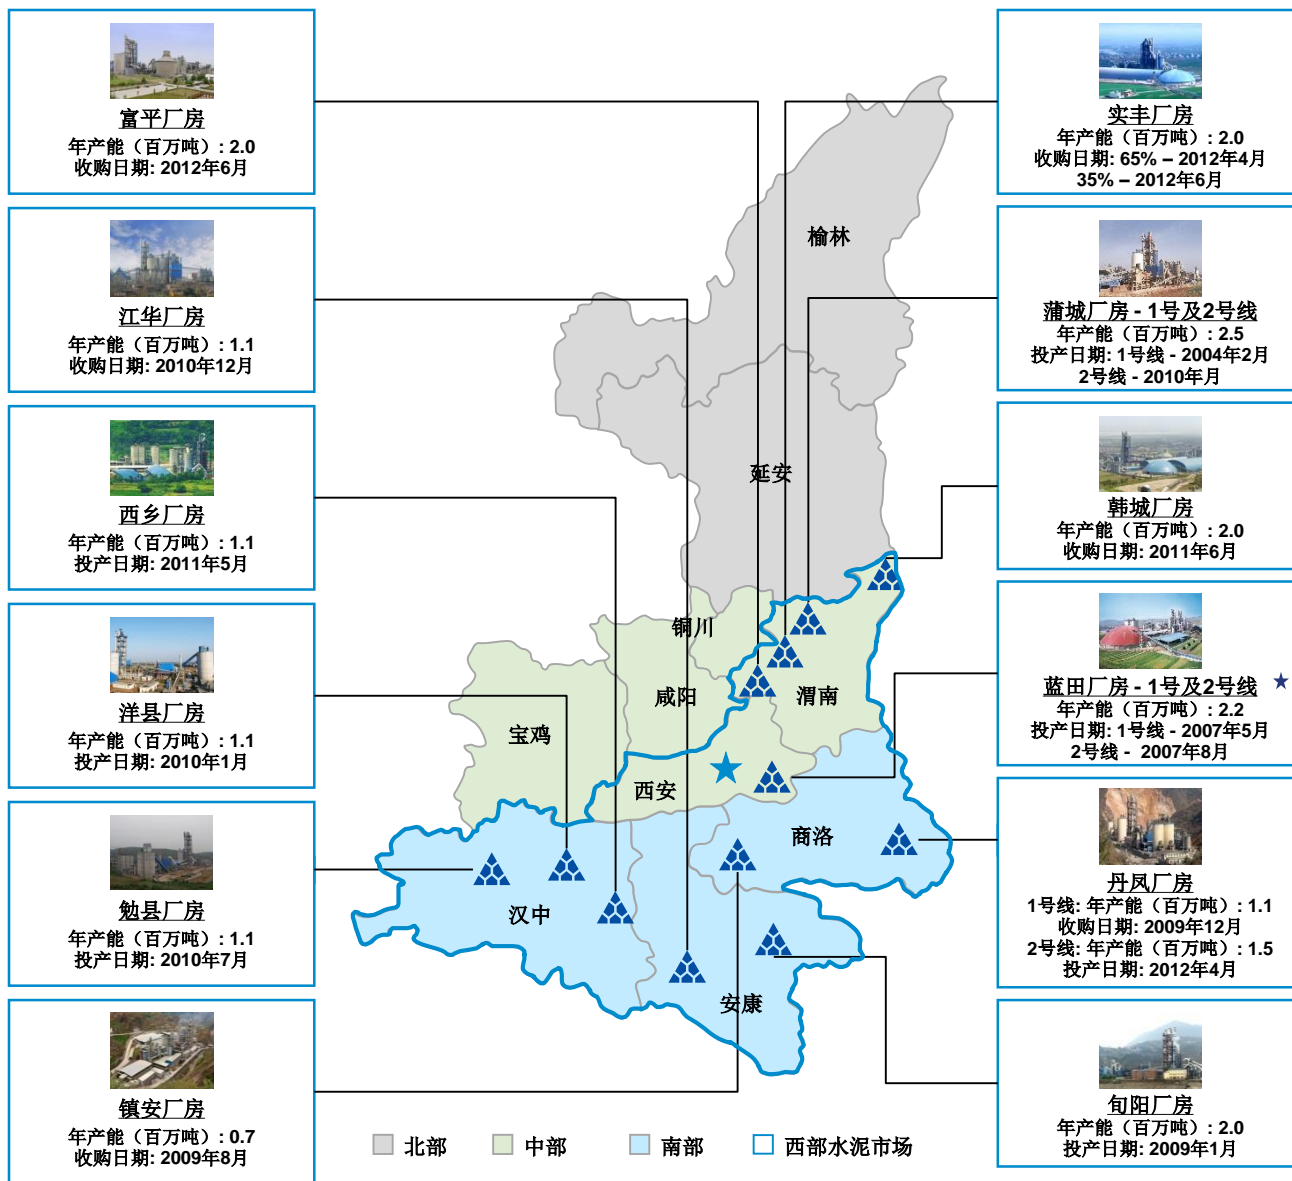 富平厂房
年产能（百万吨）: 2.0
收购日期: 2012年6月
江华厂房
年产能（百万吨）: 1.1
收购日期: 2010年12月
西乡厂房
年产能（百万吨）: 1.1
投产日期: 2011年5月
洋县厂房
年产能（百万吨）: 1.1
投产日期: 2010年1月
勉县厂房
年产能（百万吨）: 1.1
投产日期: 2010年7月
镇安厂房
年产能（百万吨）: 0.7
收购日期: 2009年8月
榆林
延安
铜川
咸阳
渭南
宝鸡
西安
商洛
汉中
安康
北部
中部
南部
西部水泥市场
实丰厂房
年产能（百万吨）: 2.0
收购日期: 65% – 2012年4月
35% – 2012年6月
蒲城厂房 - 1号及2号线
年产能（百万吨）: 2.5
投产日期: 1号线 - 2004年2月
2号线 - 2010年月
韩城厂房
年产能（百万吨）: 2.0
收购日期: 2011年6月
蓝田厂房 - 1号及2号线
年产能（百万吨）: 2.2
投产日期: 1号线 - 2007年5月
2号线 - 2007年8月
丹凤厂房
1号线: 年产能（百万吨）: 1.1
收购日期: 2009年12月
2号线: 年产能（百万吨）: 1.5
投产日期: 2012年4月
旬阳厂房
年产能（百万吨）: 2.0
投产日期: 2009年1月